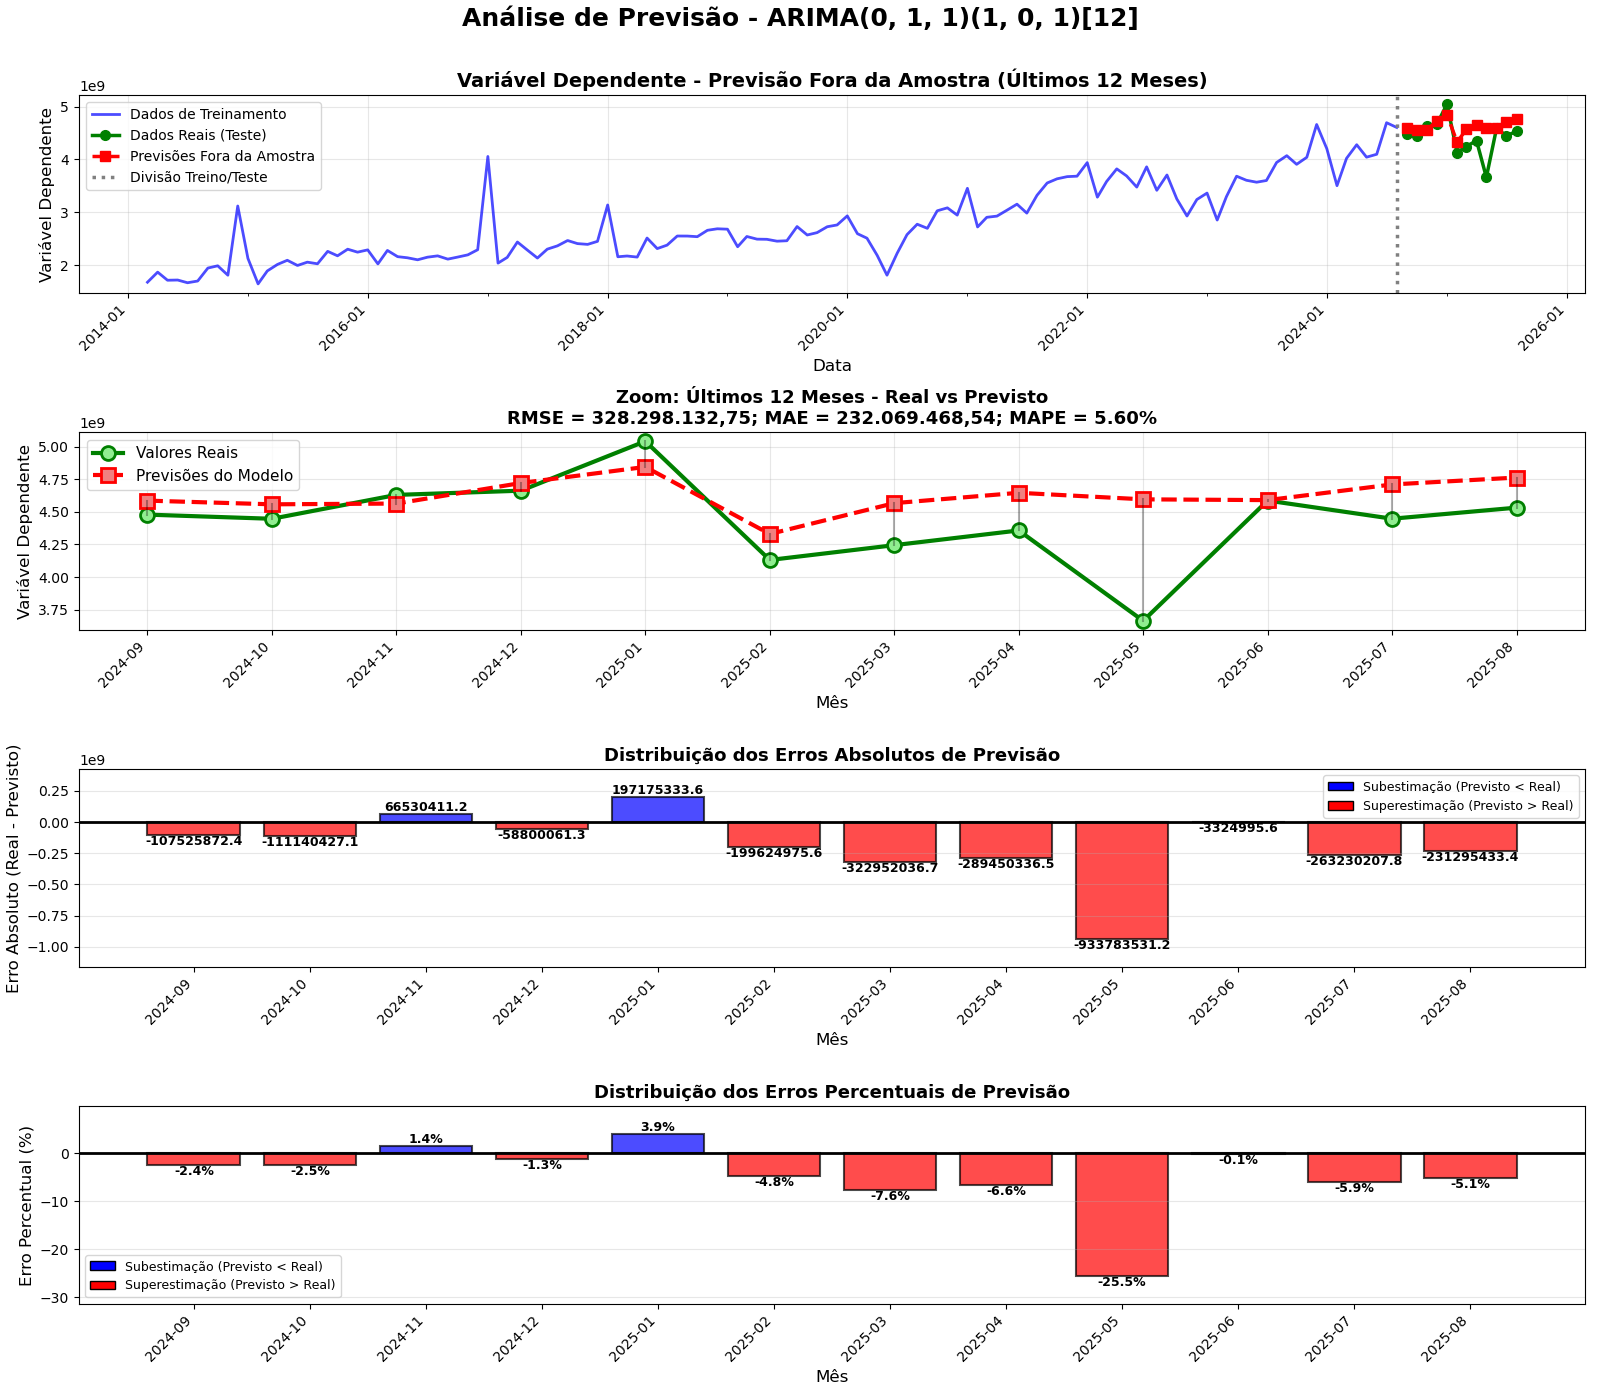 Análise de Previsão - ARIMA(0, 1, 1)(1, 0, 1)[12]
Variável Dependente - Previsão Fora da Amostra (Últimos 12 Meses)
1e9
Variável Dependente
5
4
3
2
Dados de Treinamento
Dados Reais (Teste)
Previsões Fora da Amostra
Divisão Treino/Teste
2014-01 2016-01 2018-01 2020-01 2022-01 2024-01 2026-01
Data
Zoom: Últimos 12 Meses - Real vs Previsto
RMSE = 328.298.132,75; MAE = 232.069.468,54; MAPE = 5.60%
1e9
Variável Dependente
5.00
4.75
4.50
4.25
4.00
3.75
Valores Reais
Previsões do Modelo
2024-09 2024-10 2024-11 2024-12 2025-01 2025-02 2025-03 2025-04 2025-05 2025-06 2025-07 2025-08
Mês
Distribuição dos Erros Absolutos de Previsão
1e9
Erro Absoluto (Real - Previsto)
0.25
0.00
−0.25
−0.50
−0.75
−1.00
Subestimação (Previsto < Real)
Superestimação (Previsto > Real)
-107525872.4 -111140427.1 66530411.2 -58800061.3 197175333.6 -199624975.6 -322952036.7 -289450336.5 -933783531.2 -3324995.6 -263230207.8 -231295433.4
2024-09 2024-10 2024-11 2024-12 2025-01 2025-02 2025-03 2025-04 2025-05 2025-06 2025-07 2025-08
Mês
Distribuição dos Erros Percentuais de Previsão
Erro Percentual (%)
0
−10
−20
−30
-2.4% -2.5% 1.4% -1.3% 3.9% -4.8% -7.6% -6.6% -25.5% -0.1% -5.9% -5.1%
Subestimação (Previsto < Real)
Superestimação (Previsto > Real)
2024-09 2024-10 2024-11 2024-12 2025-01 2025-02 2025-03 2025-04 2025-05 2025-06 2025-07 2025-08
Mês